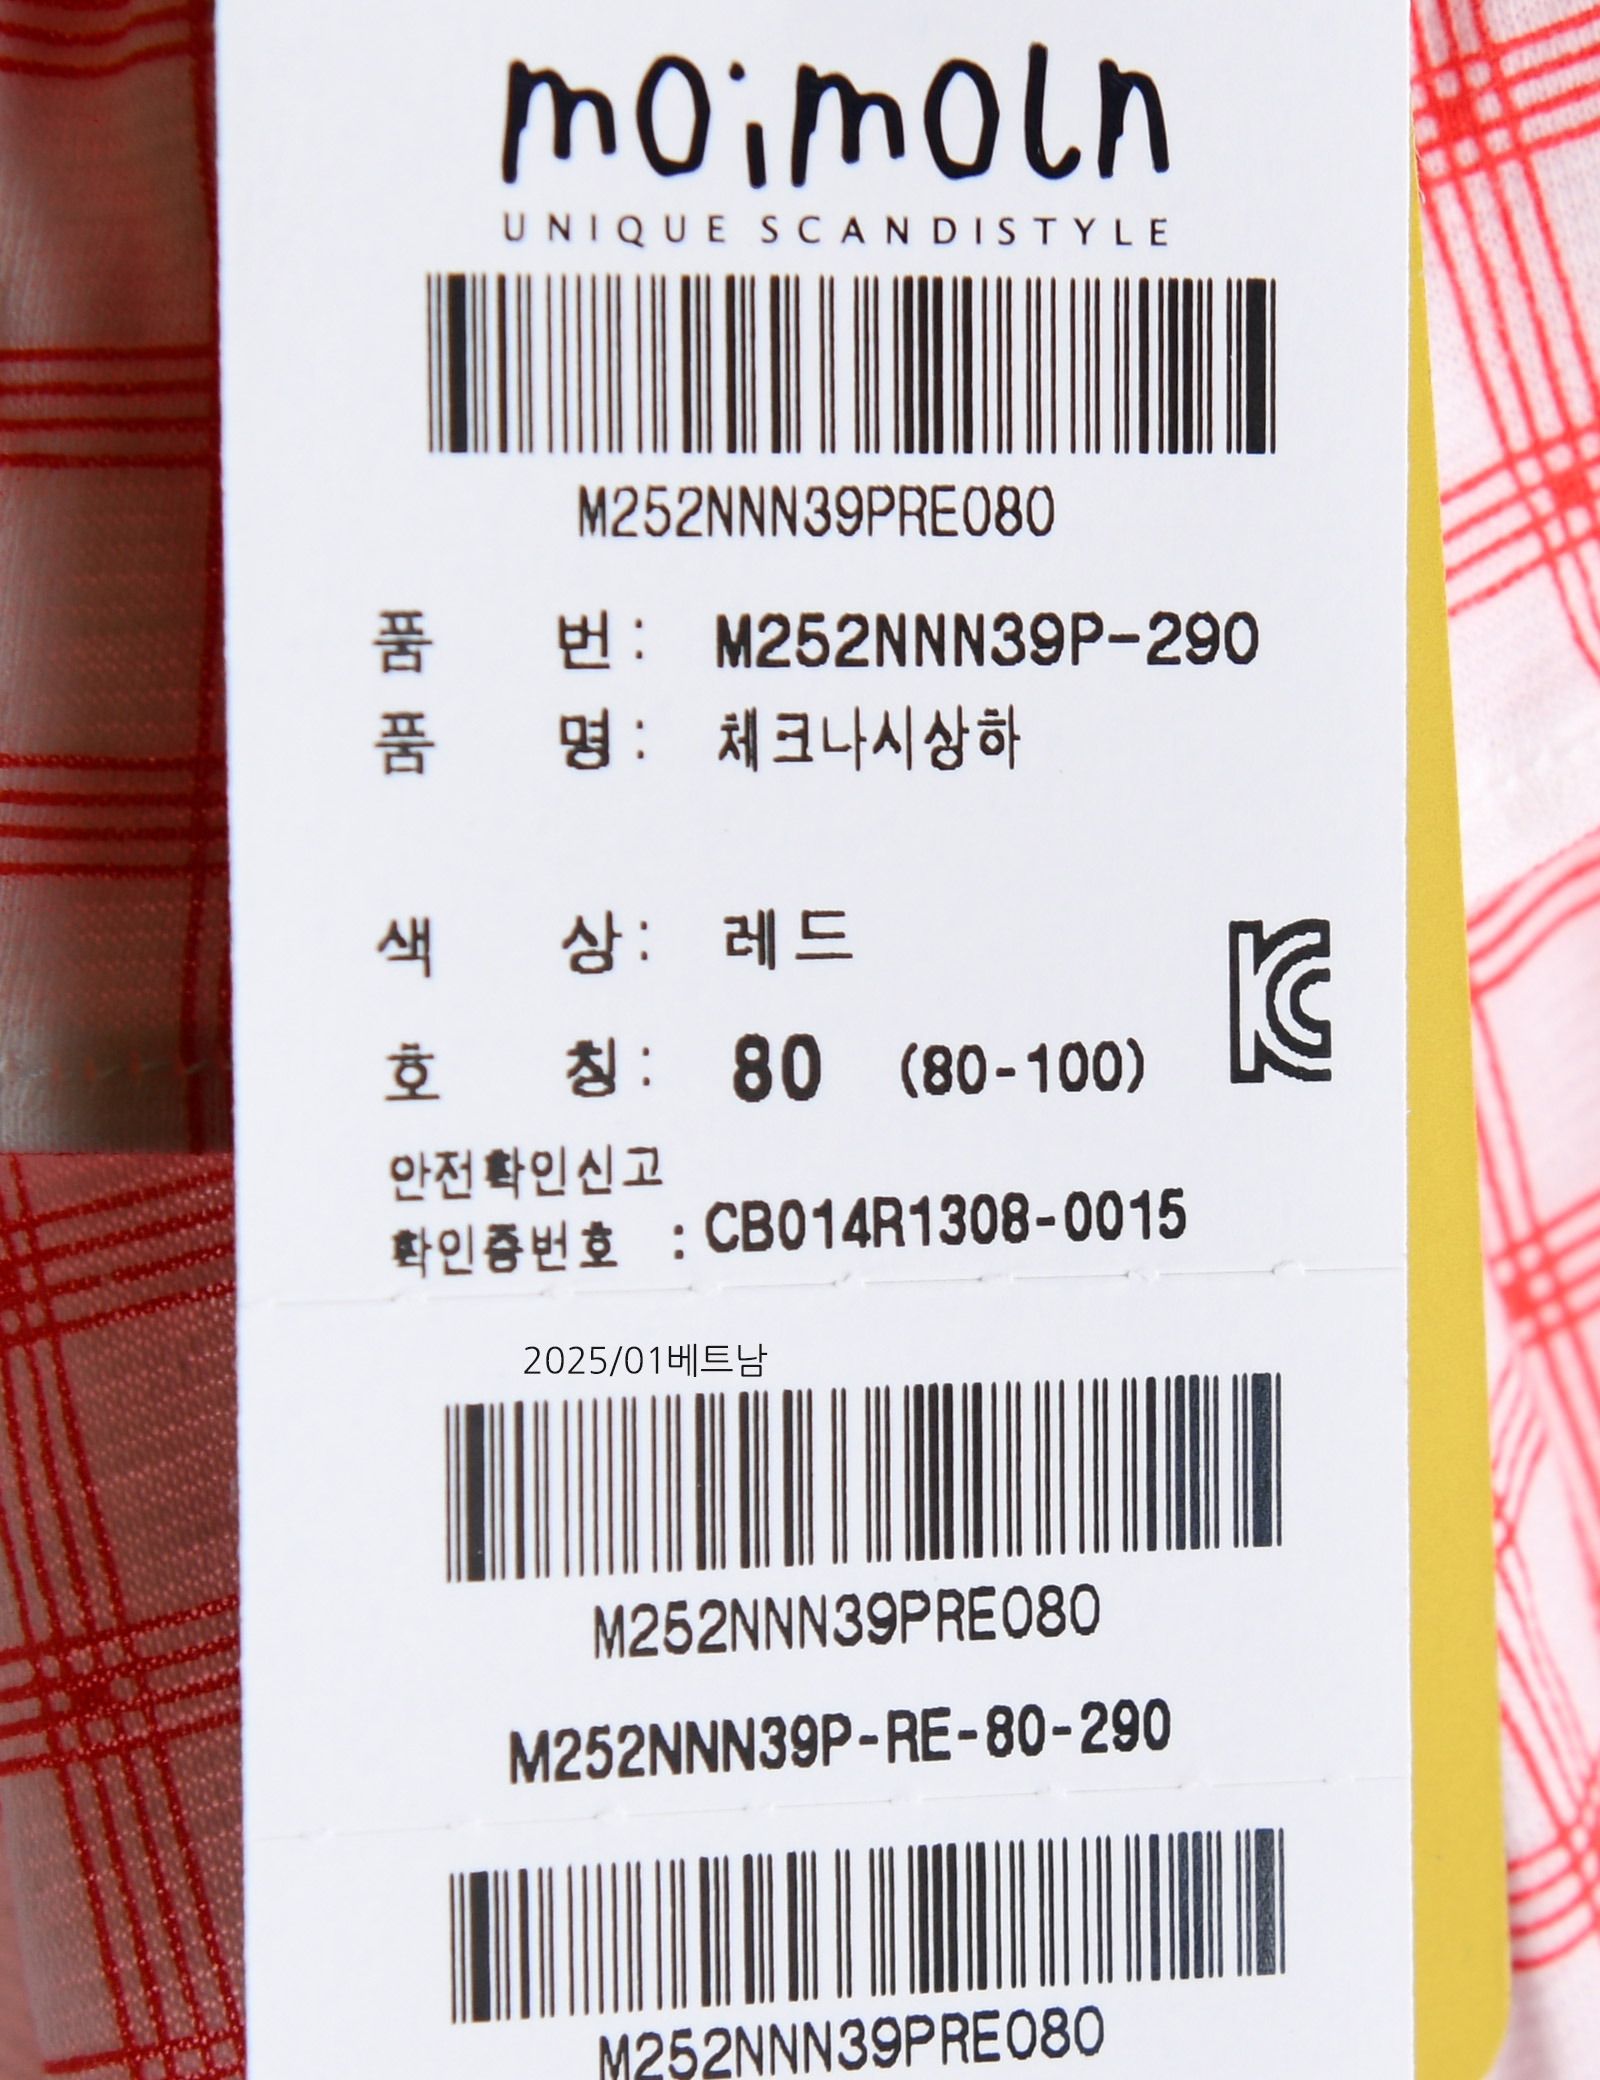 moimoln
UNIQUE SCANDISTYLE
M252NNN39PRE080
품 번 : M252NNN39P-290
품 명 : 체크나시상하
색 상 : 레드
호 칭 : 80 (80-100)
안전확인신고
확인증번호 : CB014R1308-0015
2025/01베트남
M252NNN39PRE080
M252NNN39P-RE-80-290
M252NNN39PRE080